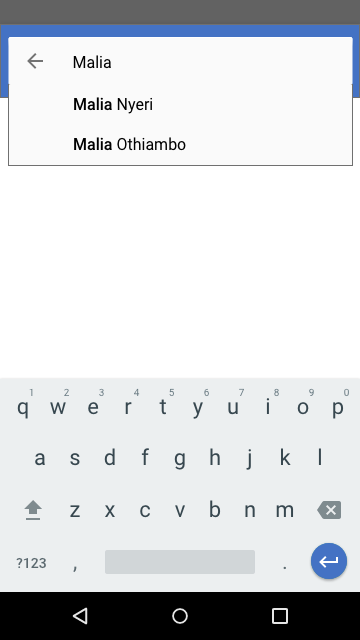 Malia
Malia Nyeri
Malia Othiambo
1 2 3 4 5 6 7 8 9 0
q w e r t y u i o p
a s d f g h j k l
z x c v b n m
?123 , .